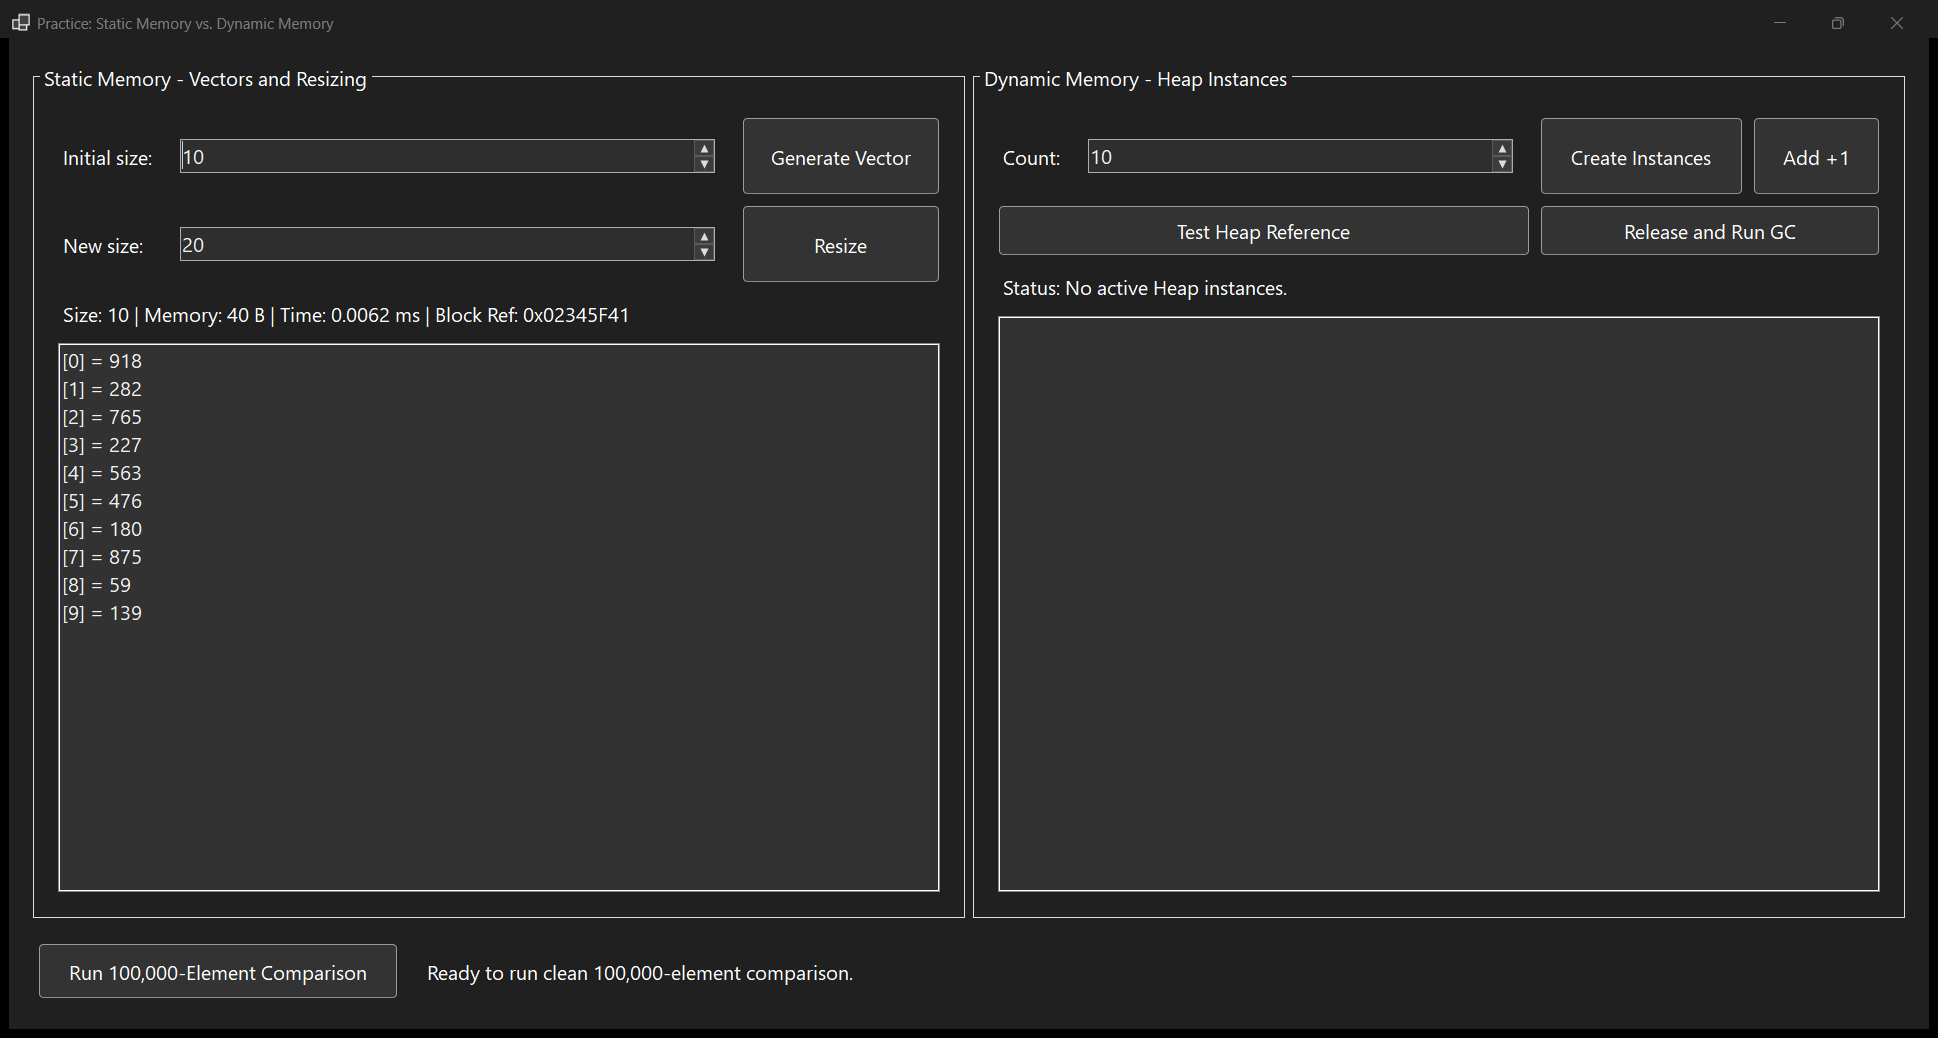 Practice: Static Memory vs. Dynamic Memory
Static Memory - Vectors and Resizing
Initial size:
10
Generate Vector
New size:
20
Resize
Size: 10 | Memory: 40 B | Time: 0.0062 ms | Block Ref: 0x02345F41
[0] = 918
[1] = 282
[2] = 765
[3] = 227
[4] = 563
[5] = 476
[6] = 180
[7] = 875
[8] = 59
[9] = 139
Dynamic Memory - Heap Instances
Count:
10
Create Instances
Add +1
Test Heap Reference
Release and Run GC
Status: No active Heap instances.
Run 100,000-Element Comparison
Ready to run clean 100,000-element comparison.